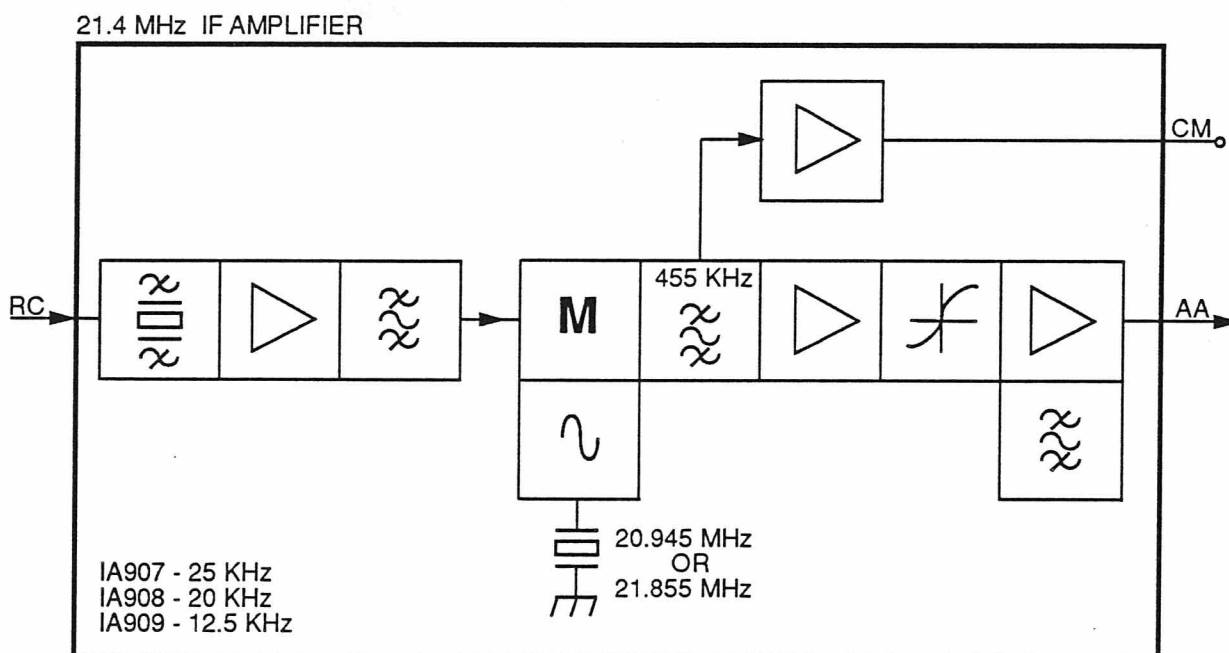 21.4 MHz IF AMPLIFIER
CM
455 KHz
RC
M
AA
20.945 MHz
OR
21.855 MHz
IA907 - 25 KHz
IA908 - 20 KHz
IA909 - 12.5 KHz